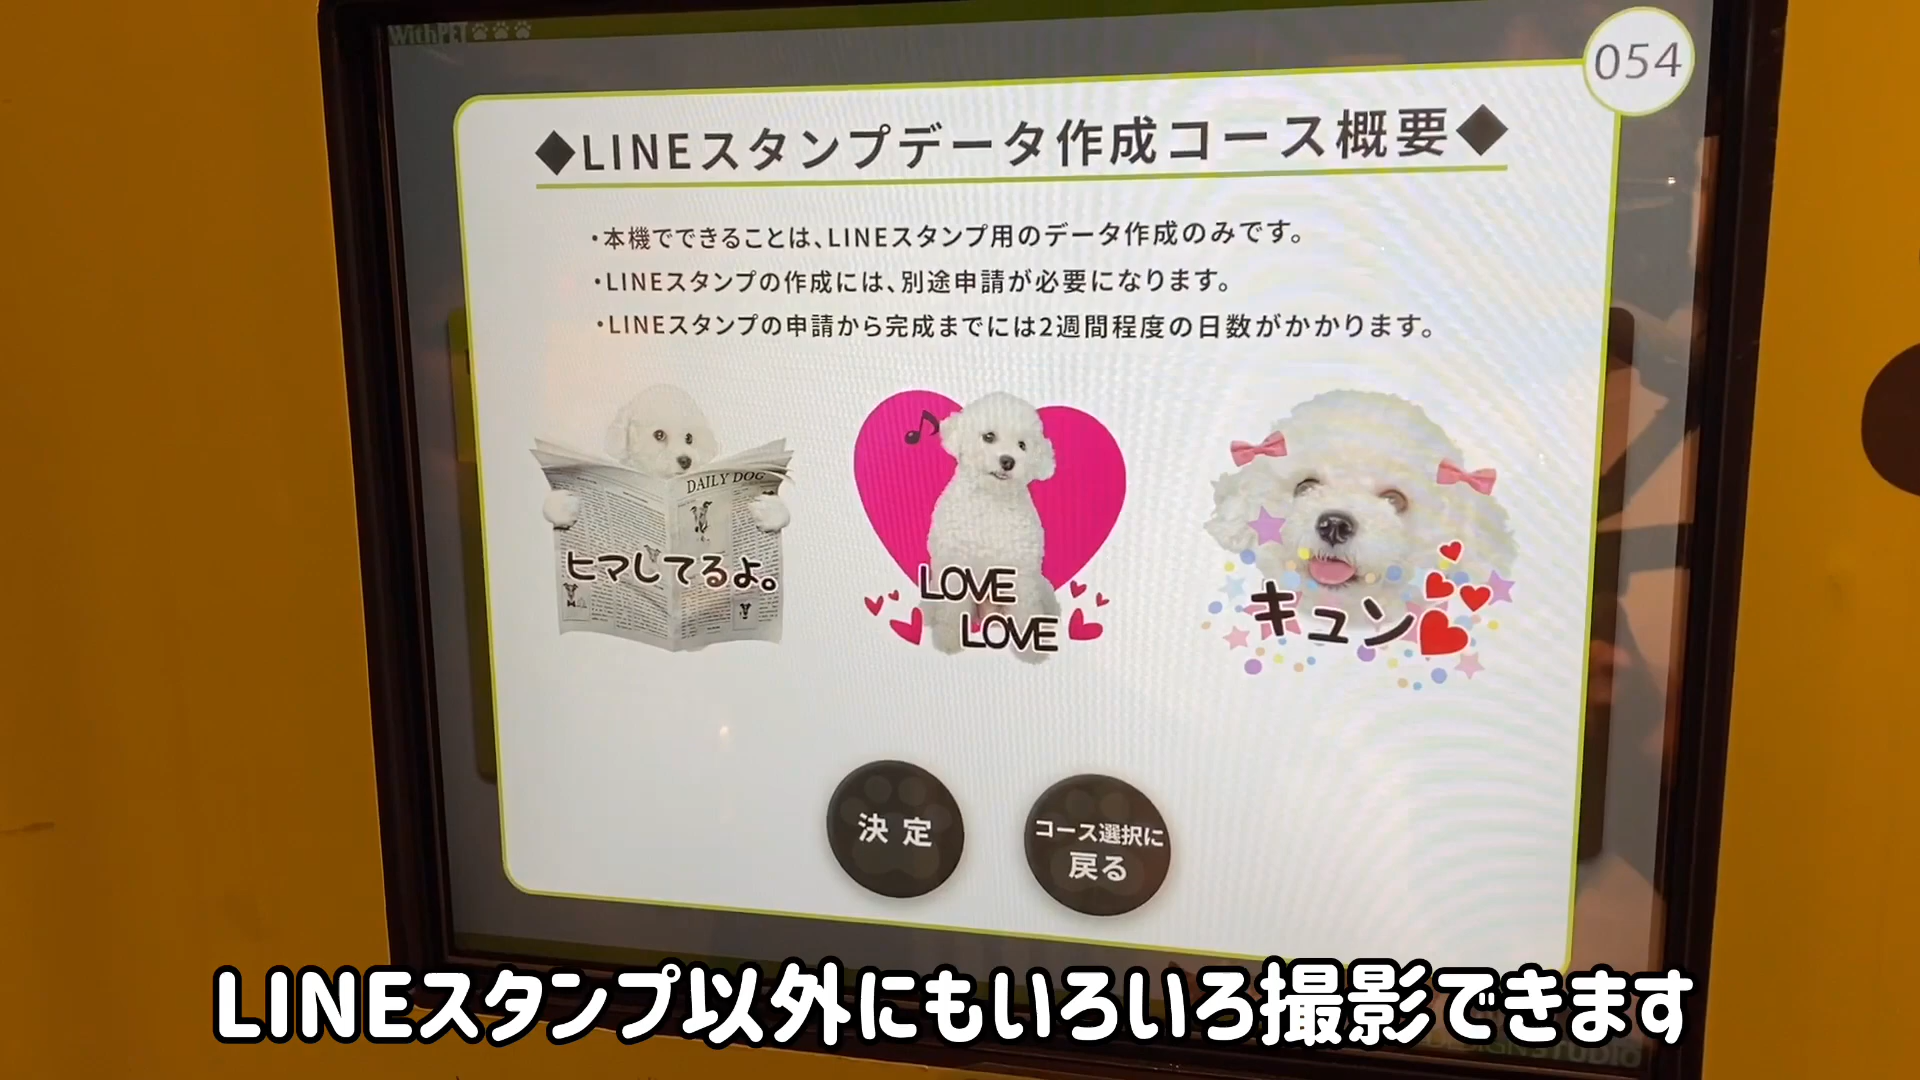 WithPET
054
◆LINEスタンプデータ作成コース概要◆
・本機でできることは、LINEスタンプ用のデータ作成のみです。
・LINEスタンプの作成には、別途申請が必要になります。
・LINEスタンプの申請から完成までには2週間程度の日数がかかります。
DAILY DOG
ヒマしてるよ。
LOVE
LOVE
キュン
決定
コース選択に
戻る
LINEスタンプ以外にもいろいろ撮影できます
DESIGN STUDIO